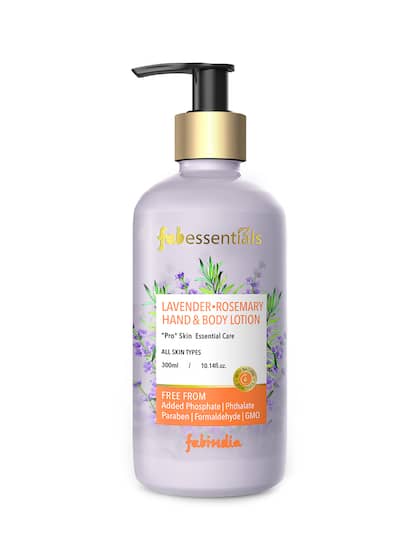 fabessentials
LAVENDER•ROSEMARY
HAND & BODY LOTION
"Pro" Skin Essential Care
ALL SKIN TYPES
300ml / 10.14fl.oz.
FREE FROM
Added Phosphate | Phthalate
Paraben | Formaldehyde | GMO
fabindia